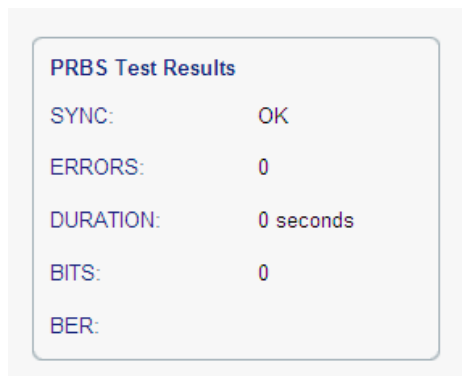 PRBS Test Results
SYNC: OK
ERRORS: 0
DURATION: 0 seconds
BITS: 0
BER: